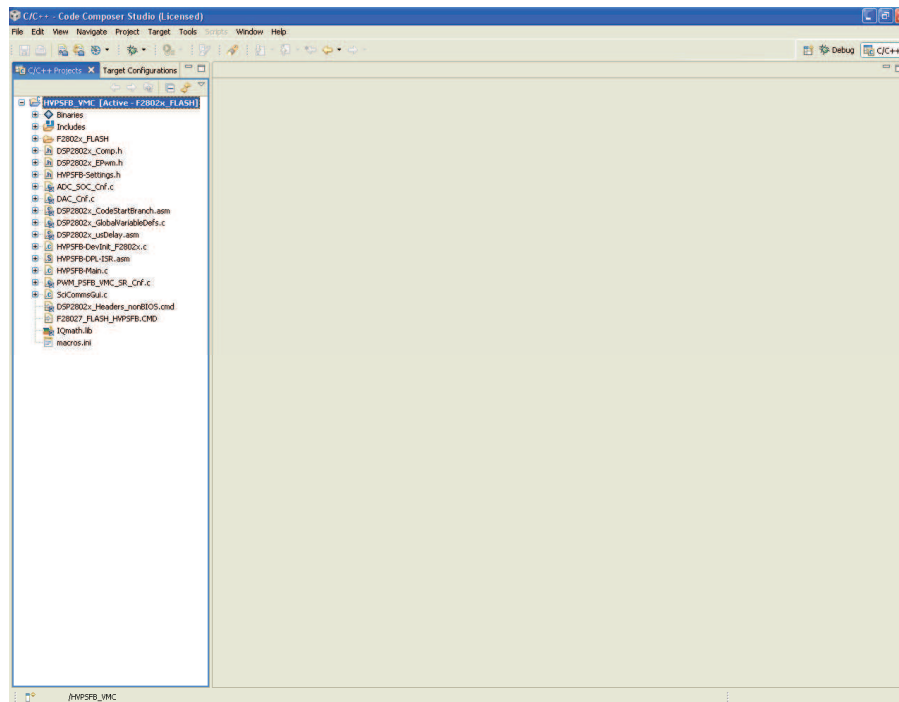 C/C++ - Code Composer Studio (Licensed)
File Edit View Navigate Project Target Tools Scripts Window Help
Debug C/C++
C/C++ Projects Target Configurations
HVPSFB_VMC [Active - F2802x_FLASH]
Binaries
Includes
F2802x_FLASH
DSP2802x_Comp.h
DSP2802x_EPwm.h
HVPSFB-Settings.h
ADC_SOC_Cnf.c
DAC_Cnf.c
DSP2802x_CodeStartBranch.asm
DSP2802x_GlobalVariableDefs.c
DSP2802x_usDelay.asm
HVPSFB-DevInit_F2802x.c
HVPSFB-DPL-ISR.asm
HVPSFB-Main.c
PWM_PSFB_VMC_SR_Cnf.c
SciCommsGui.c
DSP2802x_Headers_nonBIOS.cmd
F28027_FLASH_HVPSFB.CMD
IQmath.lib
macros.ini
/HVPSFB_VMC